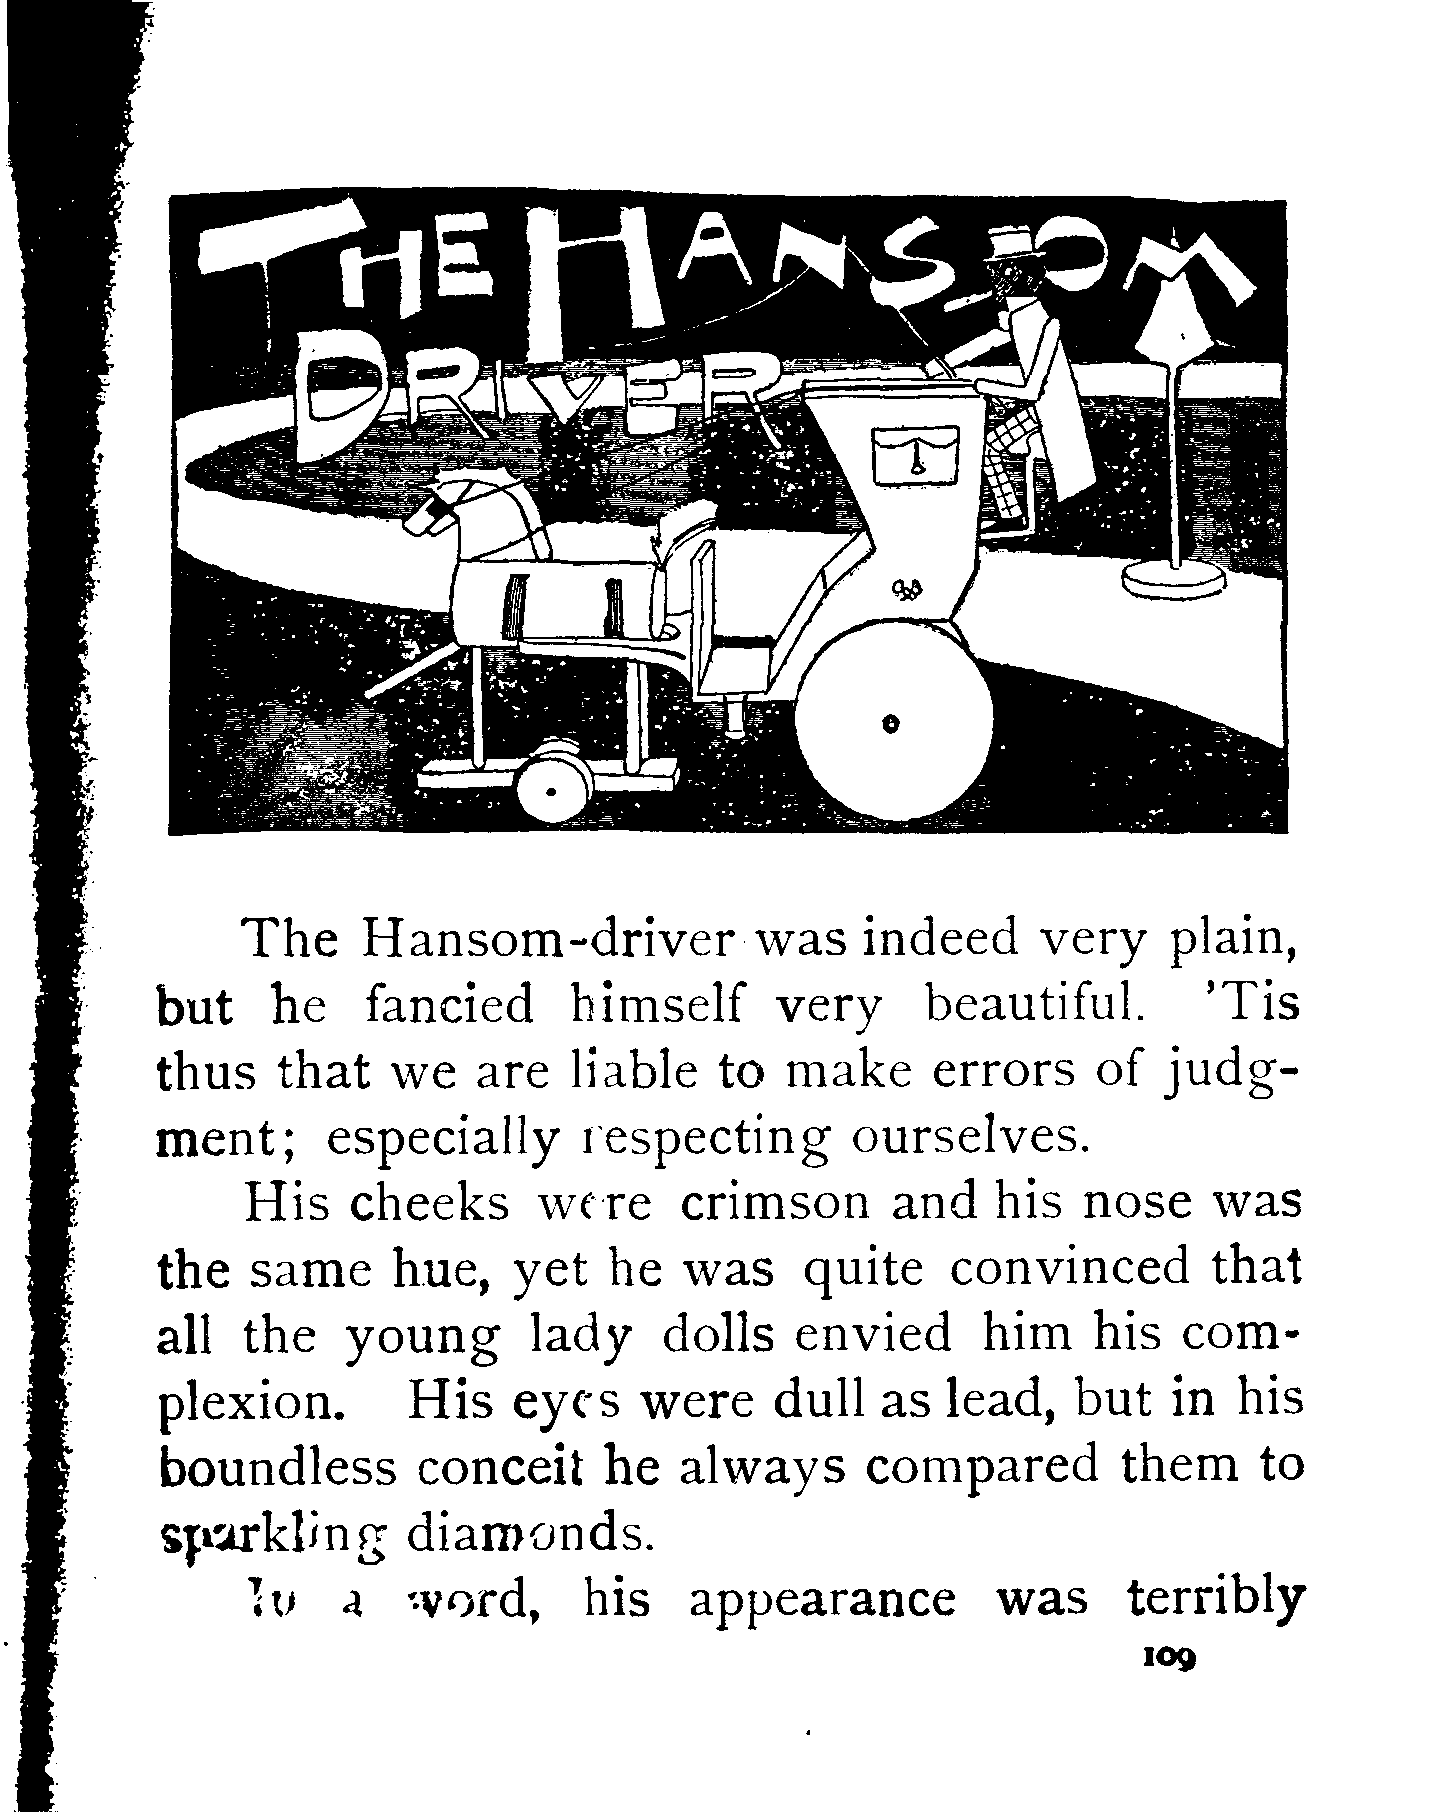 THE HANSOM
DRIVER
The Hansom-driver was indeed very plain,
but he fancied himself very beautiful. 'Tis
thus that we are liable to make errors of judg-
ment; especially respecting ourselves.
His cheeks were crimson and his nose was
the same hue, yet he was quite convinced that
all the young lady dolls envied him his com-
plexion. His eyes were dull as lead, but in his
boundless conceit he always compared them to
sparkling diamonds.
In a word, his appearance was terribly
109